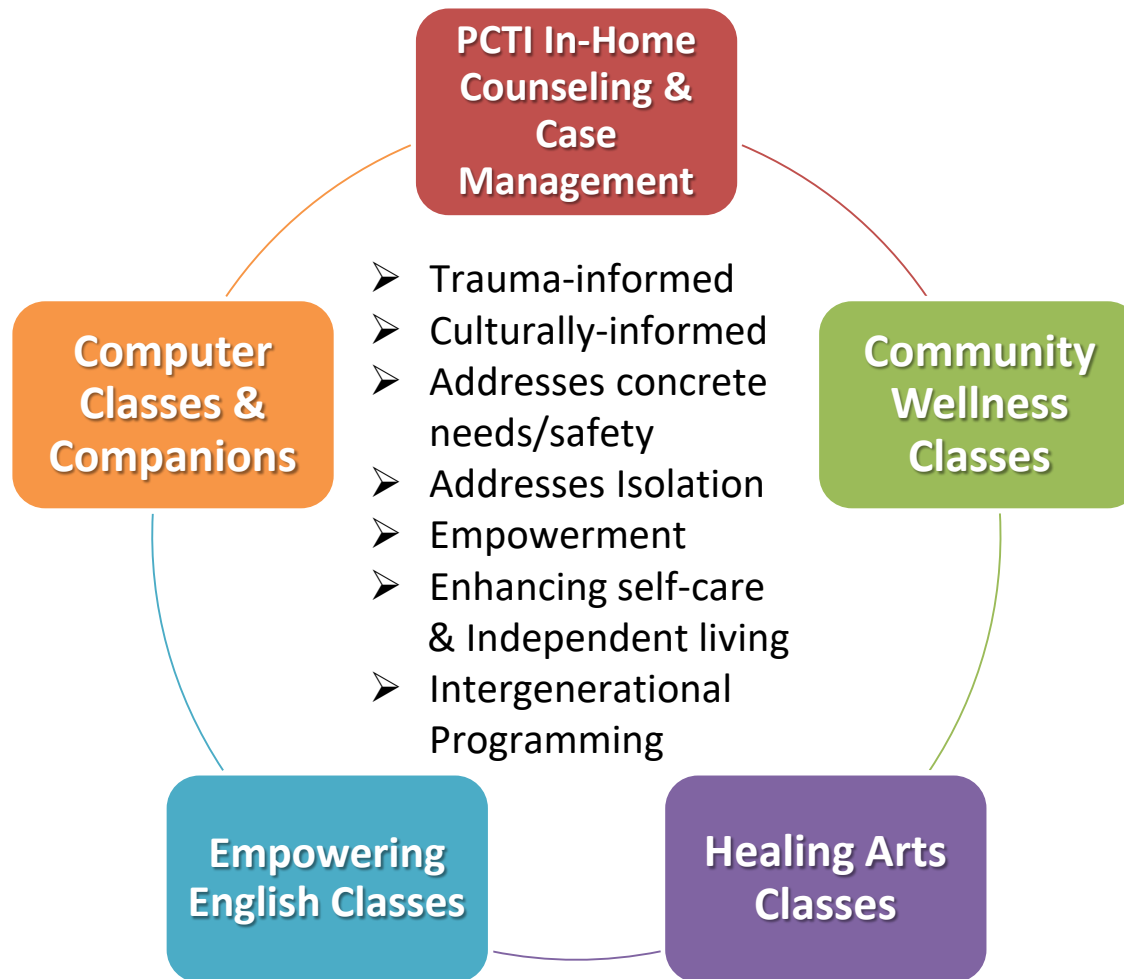 PCTI In-Home
Counseling &
Case
Management
Computer
Classes &
Companions
➢ Trauma-informed
➢ Culturally-informed
➢ Addresses concrete
needs/safety
➢ Addresses Isolation
➢ Empowerment
➢ Enhancing self-care
& Independent living
➢ Intergenerational
Programming
Community
Wellness
Classes
Empowering
English Classes
Healing Arts
Classes